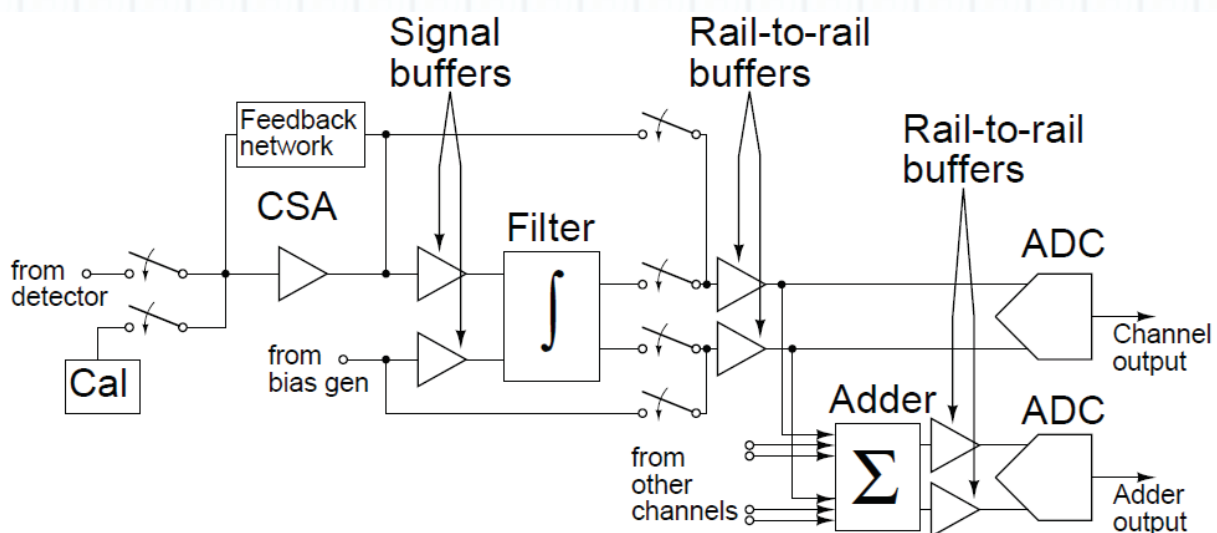 Signal
buffers
Rail-to-rail
buffers
Rail-to-rail
buffers
Feedback
network
CSA
Filter
ADC
from
detector
∫
Channel
output
from
bias gen
Cal
Adder
ADC
Σ
from
other
channels
Adder
output